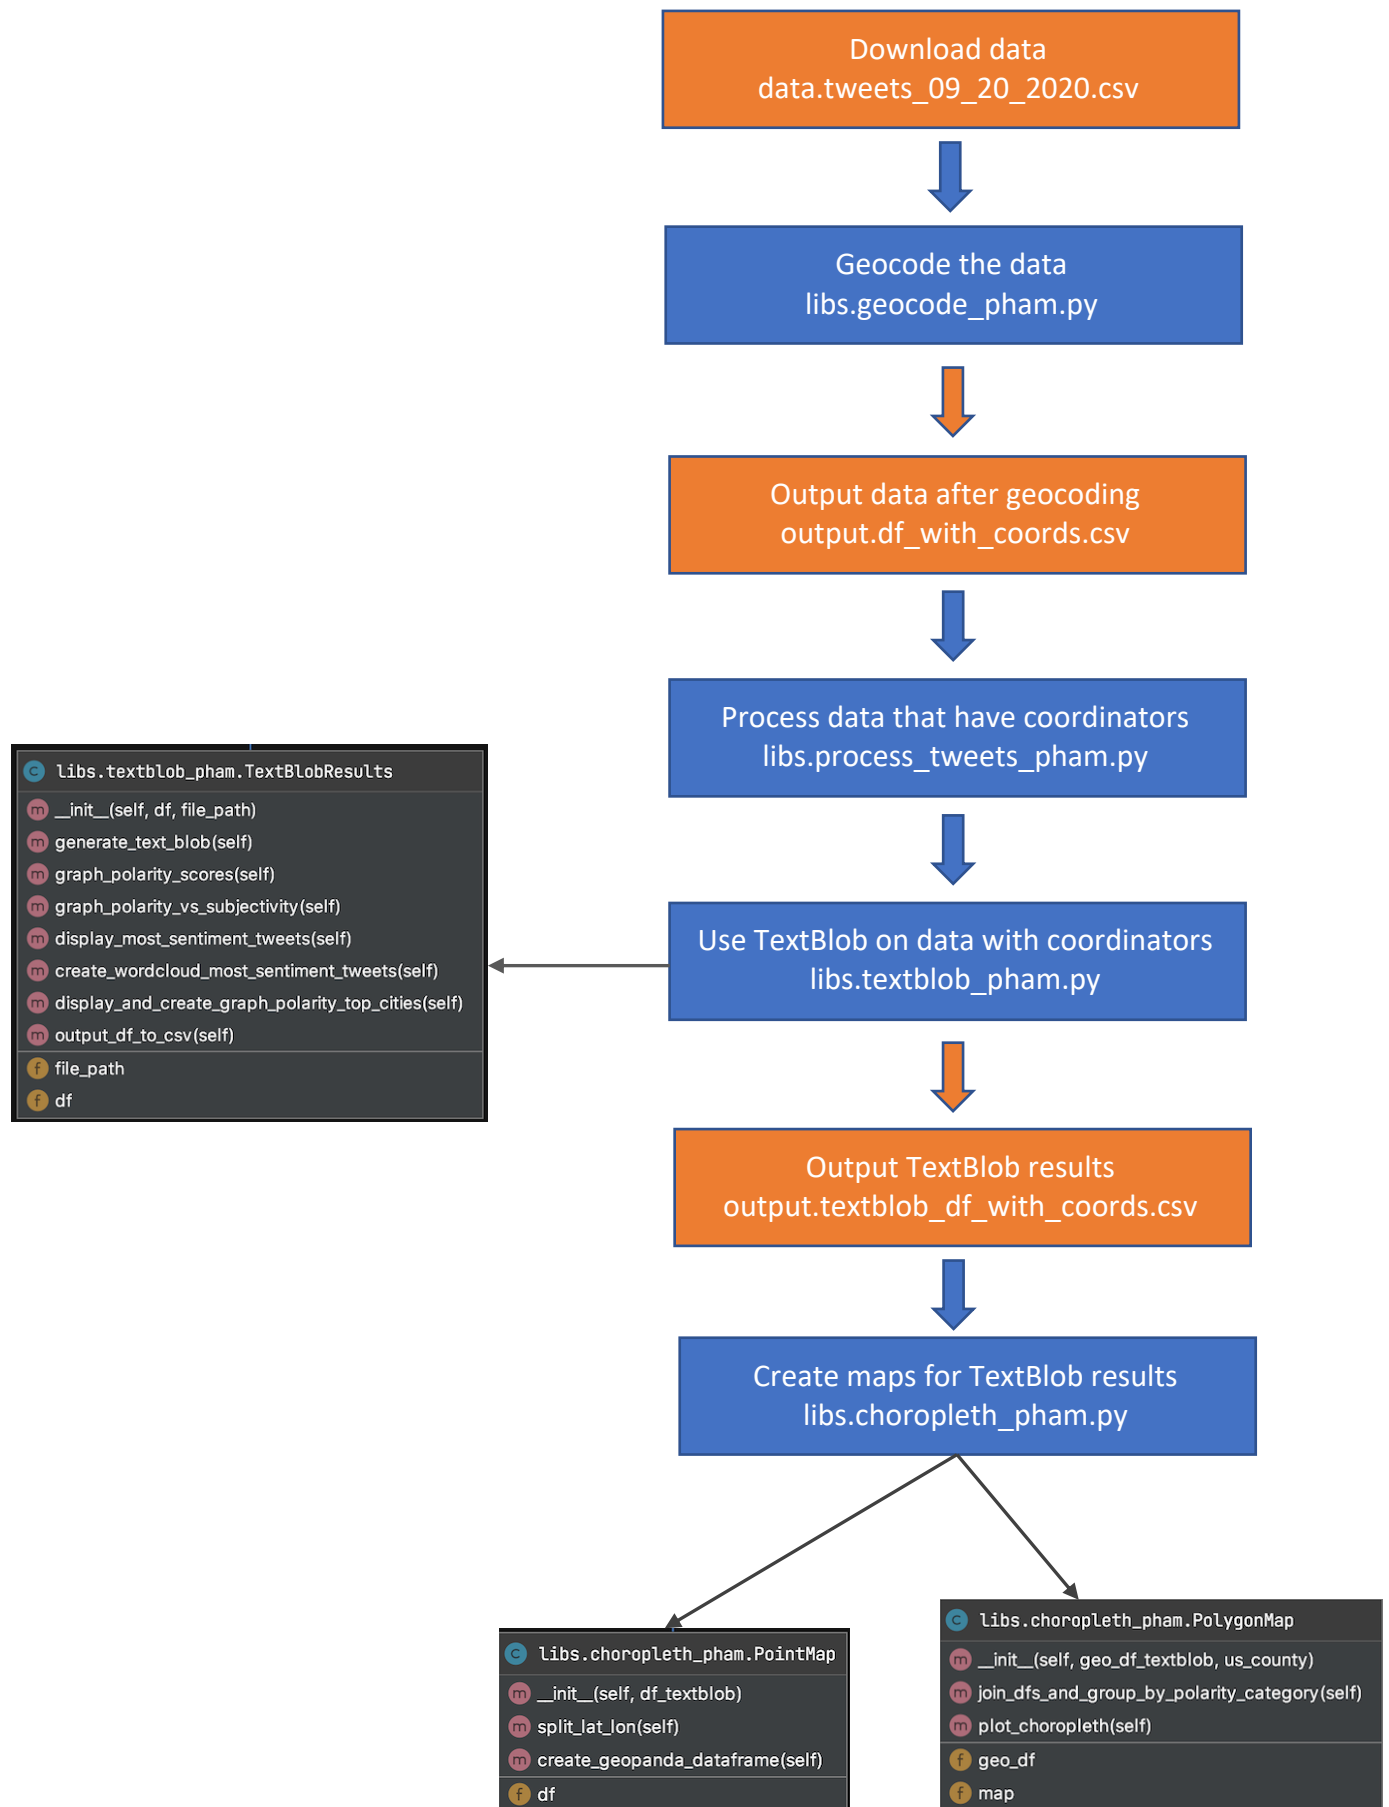 Download data
data.tweets_09_20_2020.csv
Geocode the data
libs.geocode_pham.py
Output data after geocoding
output.df_with_coords.csv
Process data that have coordinators
libs.process_tweets_pham.py
Use TextBlob on data with coordinators
libs.textblob_pham.py
C libs.textblob_pham.TextBlobResults
m __init__(self, df, file_path)
m generate_text_blob(self)
m graph_polarity_scores(self)
m graph_polarity_vs_subjectivity(self)
m display_most_sentiment_tweets(self)
m create_wordcloud_most_sentiment_tweets(self)
m display_and_create_graph_polarity_top_cities(self)
m output_df_to_csv(self)
f file_path
f df
Output TextBlob results
output.textblob_df_with_coords.csv
Create maps for TextBlob results
libs.choropleth_pham.py
C libs.choropleth_pham.PointMap
m __init__(self, df_textblob)
m split_lat_lon(self)
m create_geopanda_dataframe(self)
f df
C libs.choropleth_pham.PolygonMap
m __init__(self, geo_df_textblob, us_county)
m join_dfs_and_group_by_polarity_category(self)
m plot_choropleth(self)
f geo_df
f map